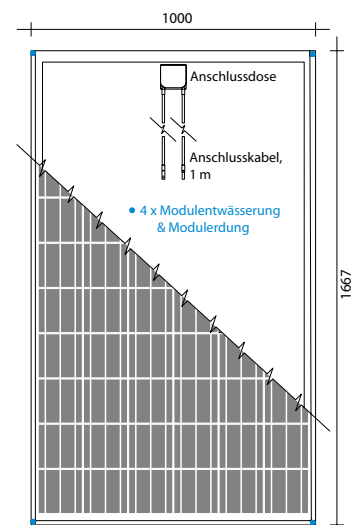 1000
Anschlussdose
Anschlusskabel,
1 m
• 4 x Modulentwässerung
& Modulerdung
1667